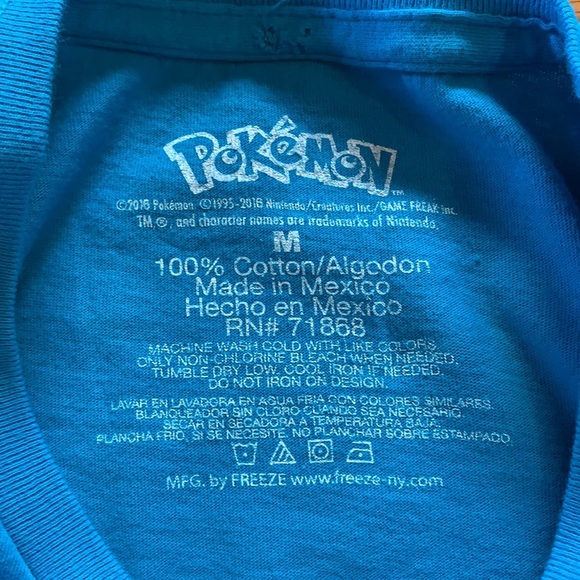 POKéMON™
©2016 Pokémon. ©1995-2016 Nintendo/Creatures Inc./GAME FREAK inc.
TM,®, and character names are trademarks of Nintendo.
M
100% Cotton/Algodon
Made in Mexico
Hecho en Mexico
RN# 71868
MACHINE WASH COLD WITH LIKE COLORS.
ONLY NON-CHLORINE BLEACH WHEN NEEDED.
TUMBLE DRY LOW. COOL IRON IF NEEDED.
DO NOT IRON ON DESIGN.
LAVAR EN LAVADORA EN AGUA FRIA CON COLORES SIMILARES.
BLANQUEADOR SIN CLORO CUANDO SEA NECESARIO.
SECAR EN SECADORA A TEMPERATURA BAJA.
PLANCHA FRIO, SI SE NECESITE. NO PLANCHAR SOBRE ESTAMPADO.
MFG. by FREEZE www.freeze-ny.com